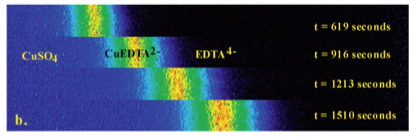 t = 619 seconds
CuSO4 CuEDTA2- EDTA4- t = 916 seconds
t = 1213 seconds
b. t = 1510 seconds